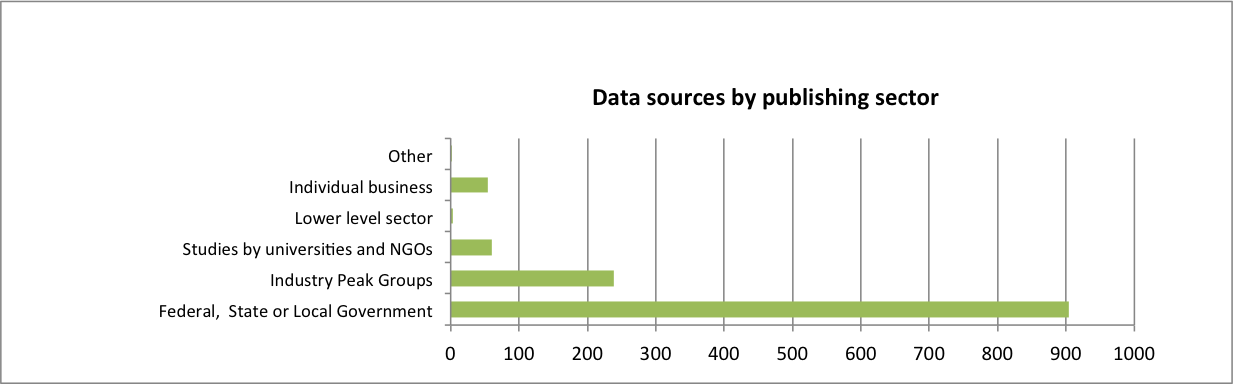 Data sources by publishing sector
Other
Individual business
Lower level sector
Studies by universities and NGOs
Industry Peak Groups
Federal,  State or Local Government
0 100 200 300 400 500 600 700 800 900 1000